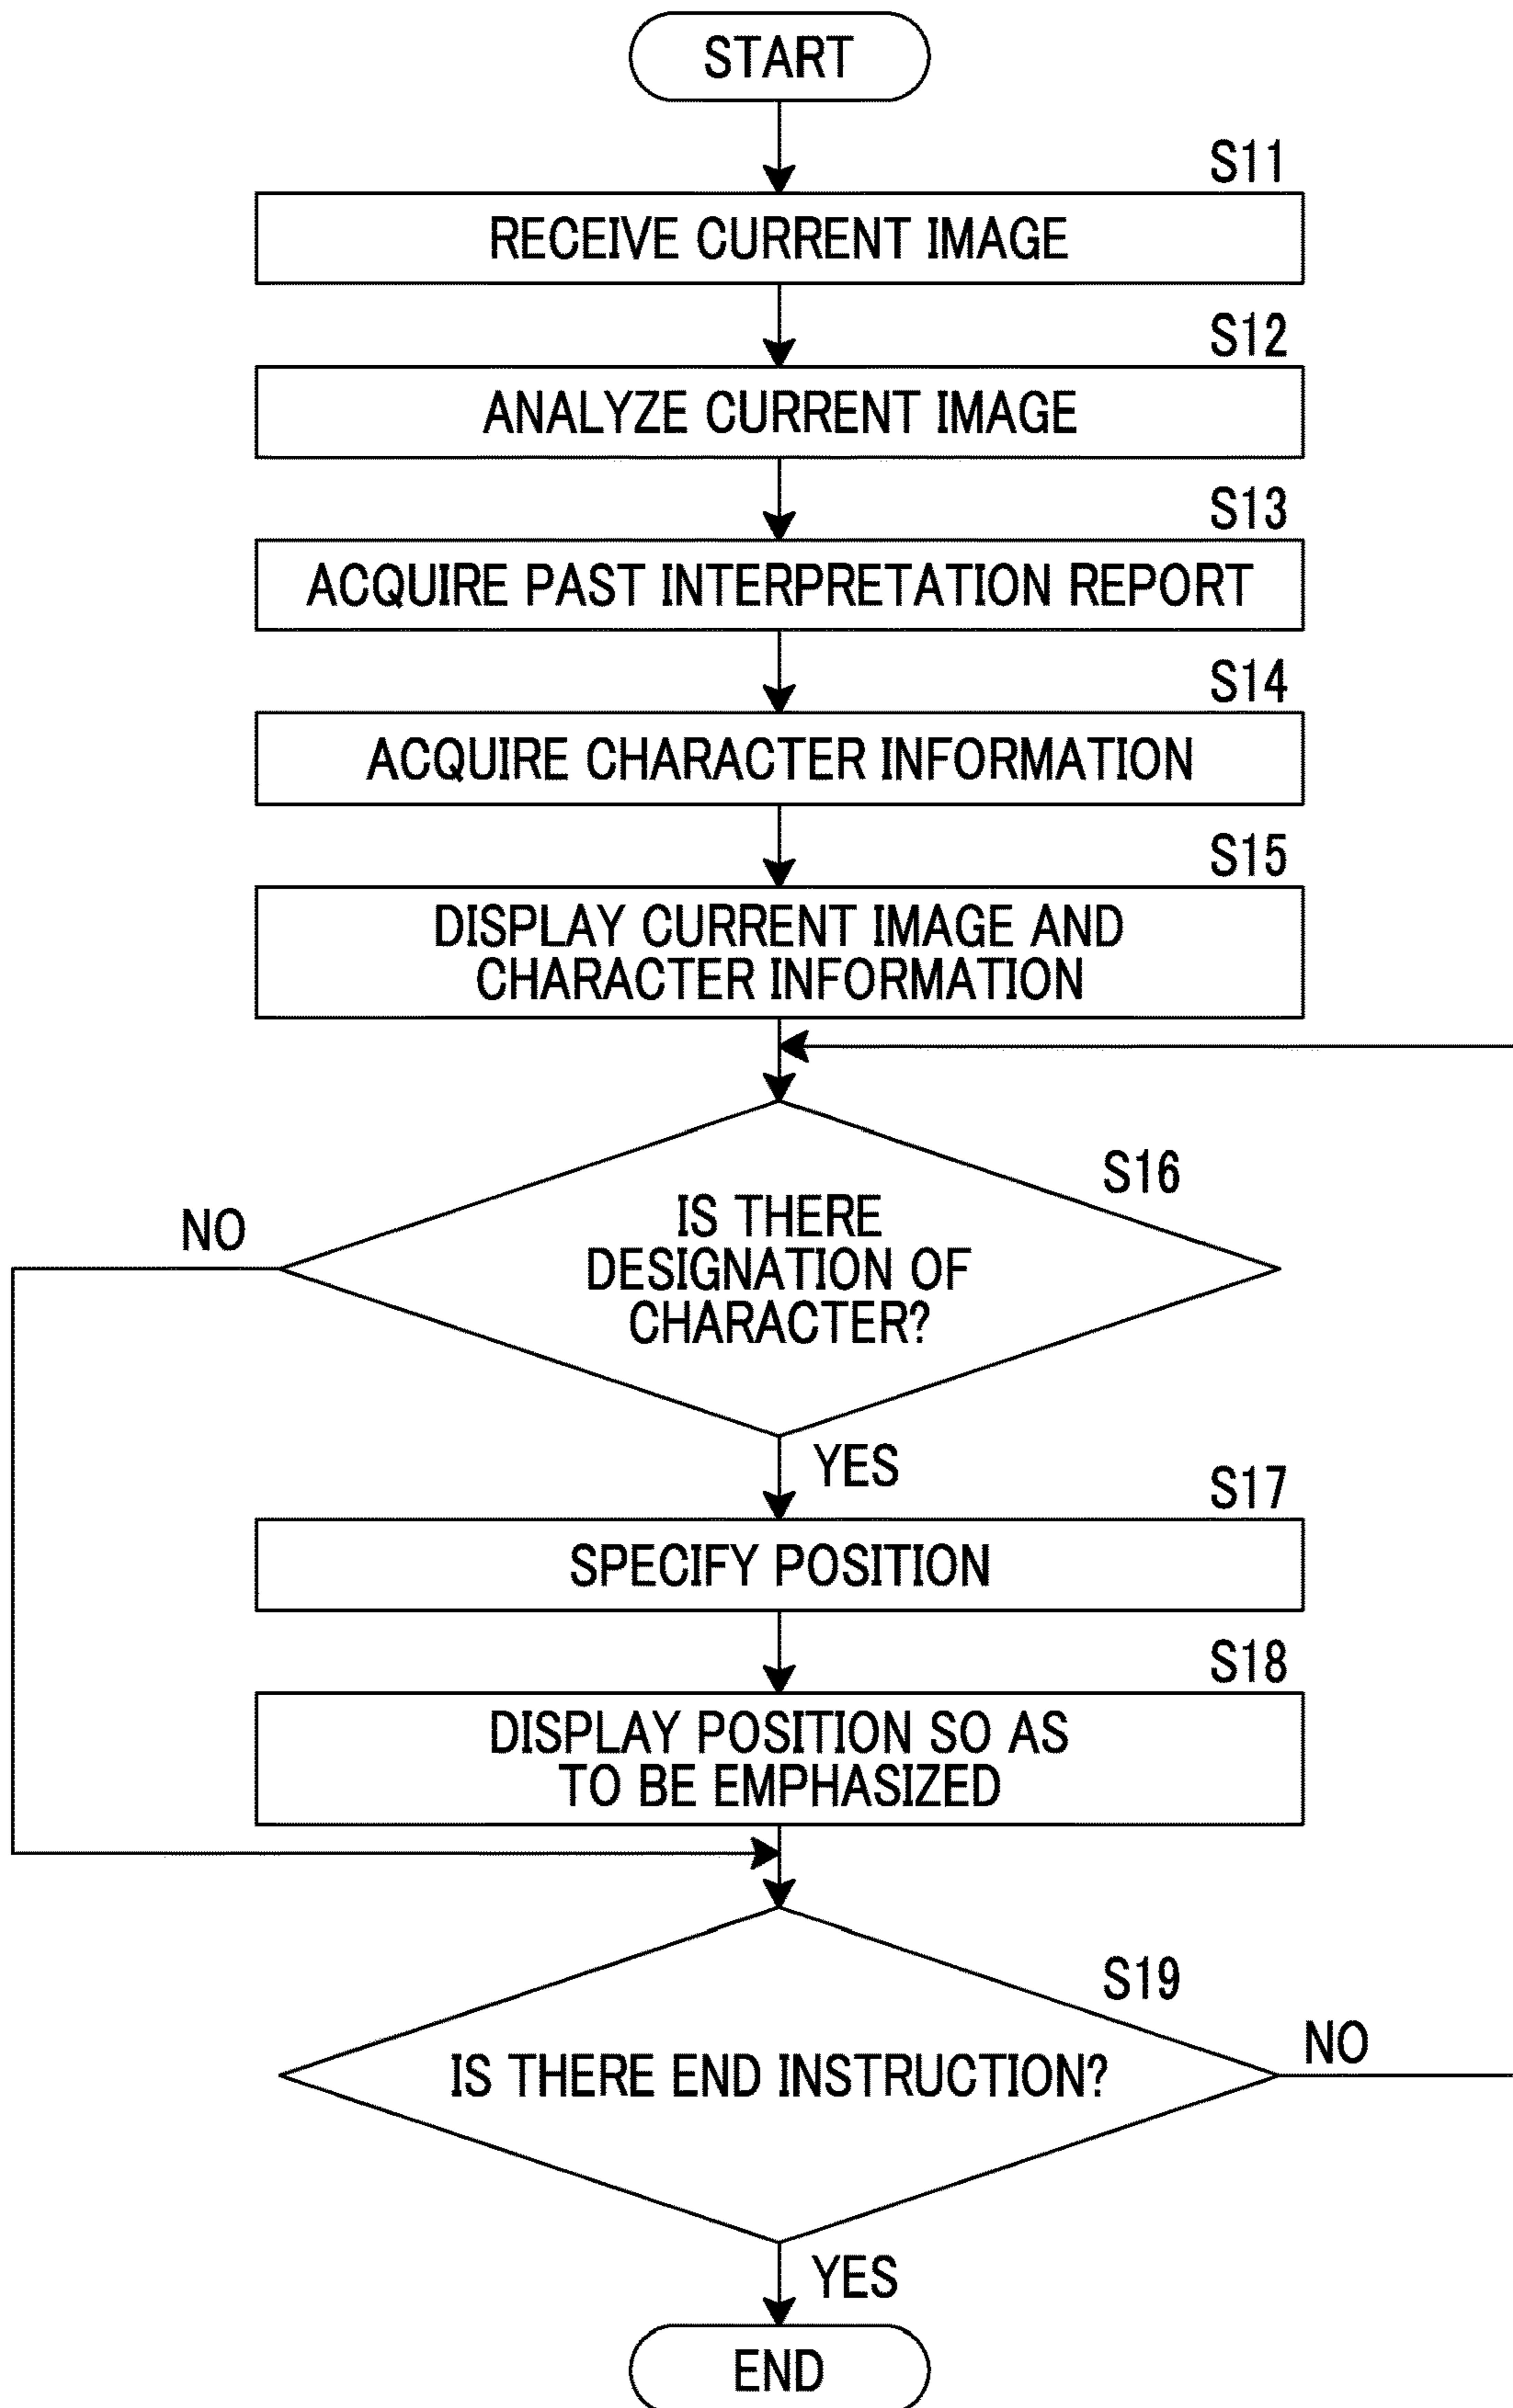 START
S11
RECEIVE CURRENT IMAGE
S12
ANALYZE CURRENT IMAGE
S13
ACQUIRE PAST INTERPRETATION REPORT
S14
ACQUIRE CHARACTER INFORMATION
S15
DISPLAY CURRENT IMAGE AND
CHARACTER INFORMATION
S16
NO
IS THERE
DESIGNATION OF
CHARACTER?
YES
S17
SPECIFY POSITION
S18
DISPLAY POSITION SO AS
TO BE EMPHASIZED
S19
NO
IS THERE END INSTRUCTION?
YES
END